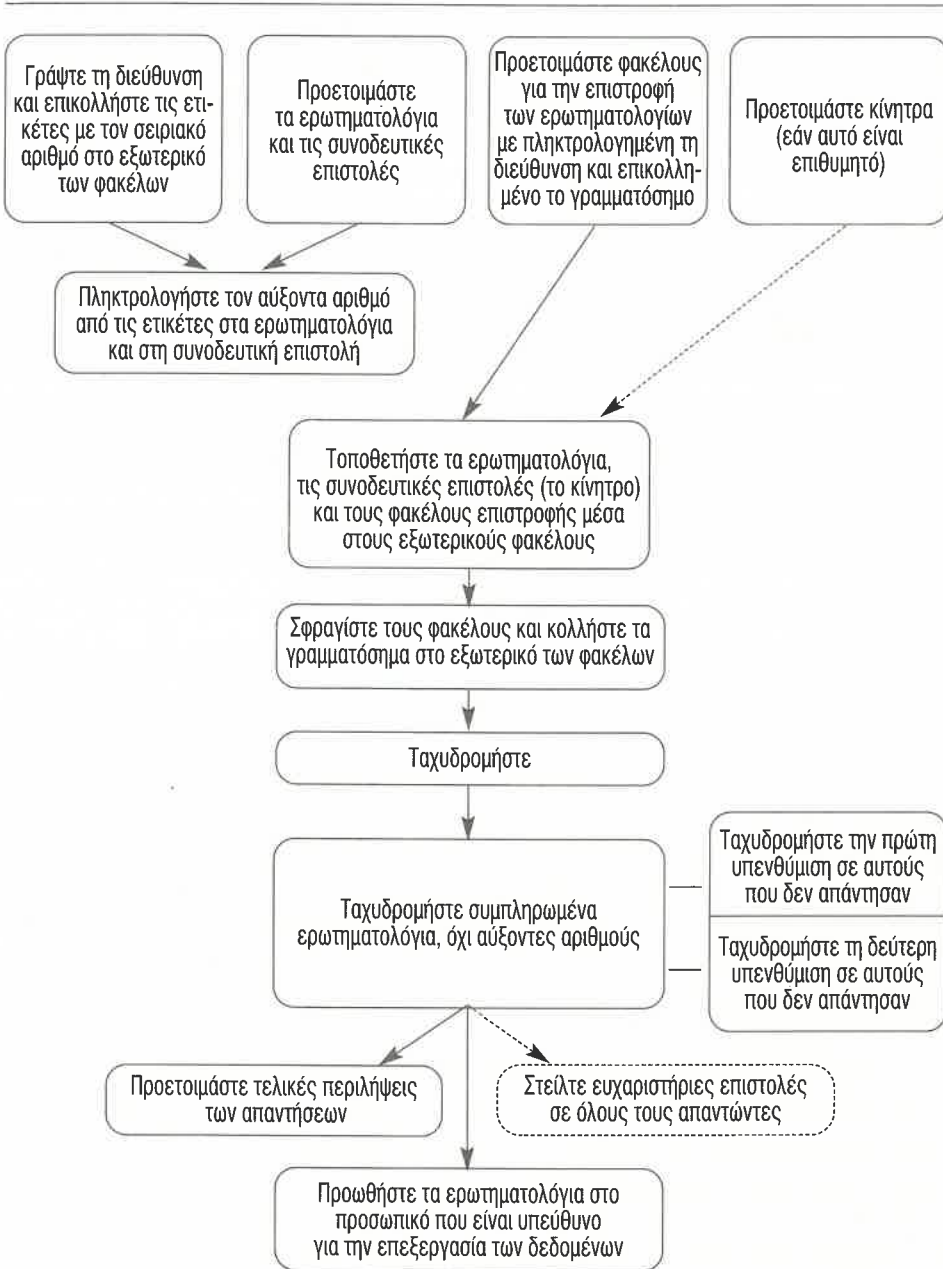 Γράψτε τη διεύθυνση
και επικολλήστε τις ετι-
κέτες με τον σειριακό
αριθμό στο εξωτερικό
των φακέλων
Προετοιμάστε
τα ερωτηματολόγια
και τις συνοδευτικές
επιστολές
Προετοιμάστε φακέλους
για την επιστροφή
των ερωτηματολογίων
με πληκτρολογημένη τη
διεύθυνση και επικολλη-
μένο το γραμματόσημο
Προετοιμάστε κίνητρα
(εάν αυτό είναι
επιθυμητό)
Πληκτρολογήστε τον αύξοντα αριθμό
από τις ετικέτες στα ερωτηματολόγια
και στη συνοδευτική επιστολή
Τοποθετήστε τα ερωτηματολόγια,
τις συνοδευτικές επιστολές (το κίνητρο)
και τους φακέλους επιστροφής μέσα
στους εξωτερικούς φακέλους
Σφραγίστε τους φακέλους και κολλήστε τα
γραμματόσημα στο εξωτερικό των φακέλων
Ταχυδρομήστε
Ταχυδρομήστε συμπληρωμένα
ερωτηματολόγια, όχι αύξοντες αριθμούς
Ταχυδρομήστε την πρώτη
υπενθύμιση σε αυτούς
που δεν απάντησαν
Ταχυδρομήστε τη δεύτερη
υπενθύμιση σε αυτούς
που δεν απάντησαν
Προετοιμάστε τελικές περιλήψεις
των απαντήσεων
Στείλτε ευχαριστήριες επιστολές
σε όλους τους απαντώντες
Προωθήστε τα ερωτηματολόγια στο
προσωπικό που είναι υπεύθυνο
για την επεξεργασία των δεδομένων